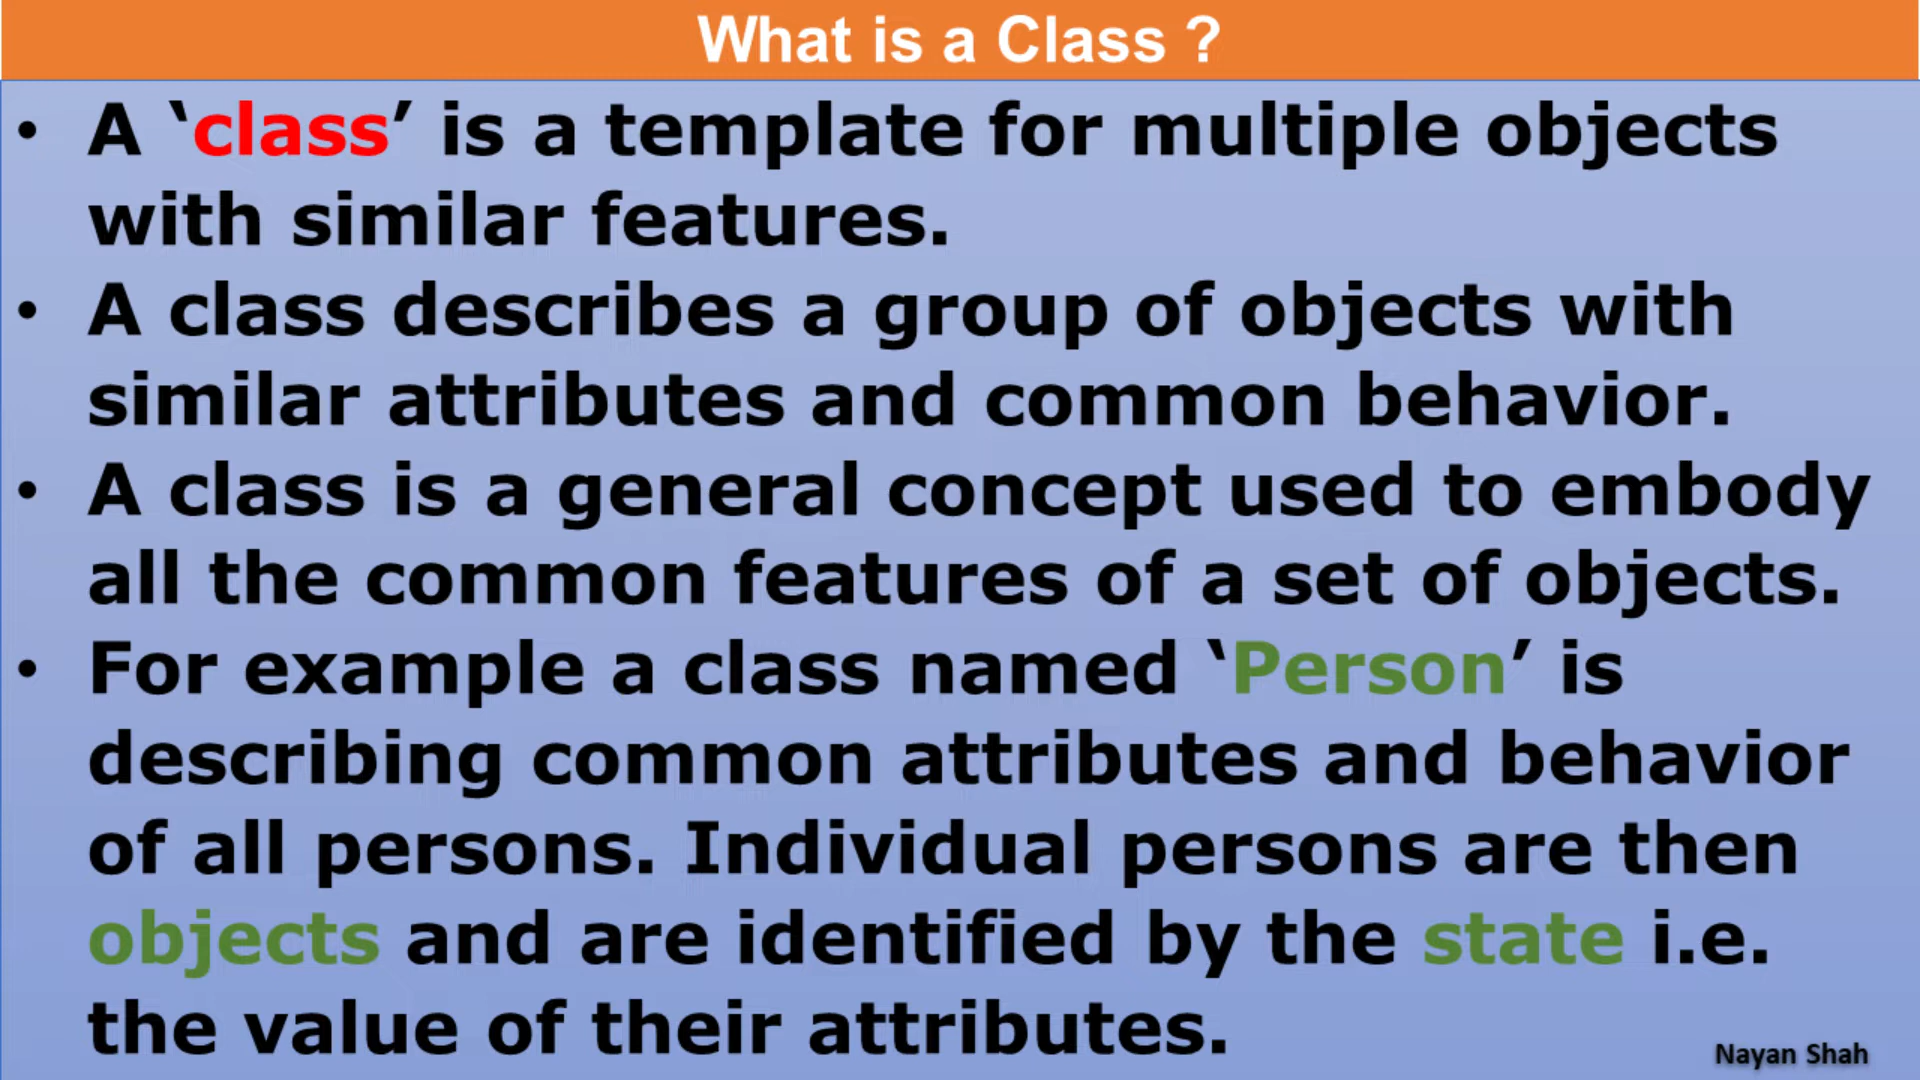 What is a Class ?
• A ‘class’ is a template for multiple objects
with similar features.
• A class describes a group of objects with
similar attributes and common behavior.
• A class is a general concept used to embody
all the common features of a set of objects.
• For example a class named ‘Person’ is
describing common attributes and behavior
of all persons. Individual persons are then
objects and are identified by the state i.e.
the value of their attributes.
Nayan Shah